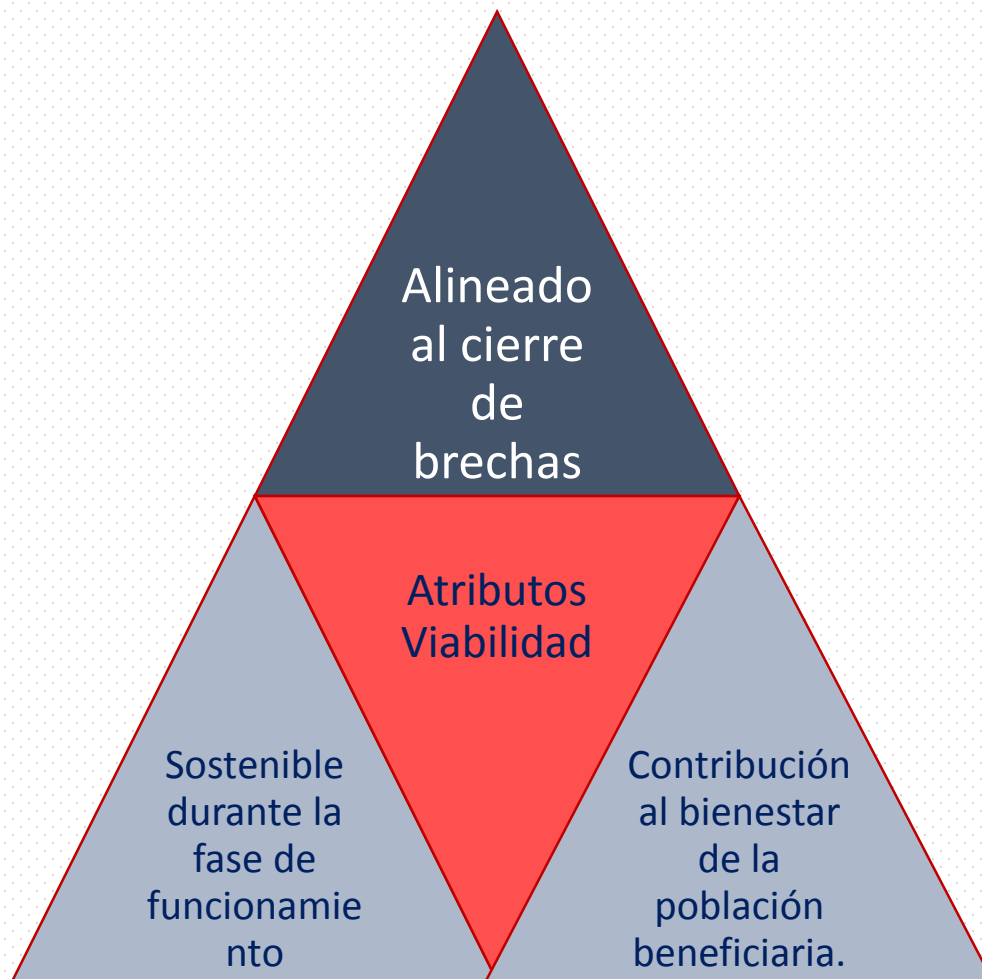 Alineado
al cierre
de
brechas
Atributos
Viabilidad
Sostenible
durante la
fase de
funcionamie
nto
Contribución
al bienestar
de la
población
beneficiaria.